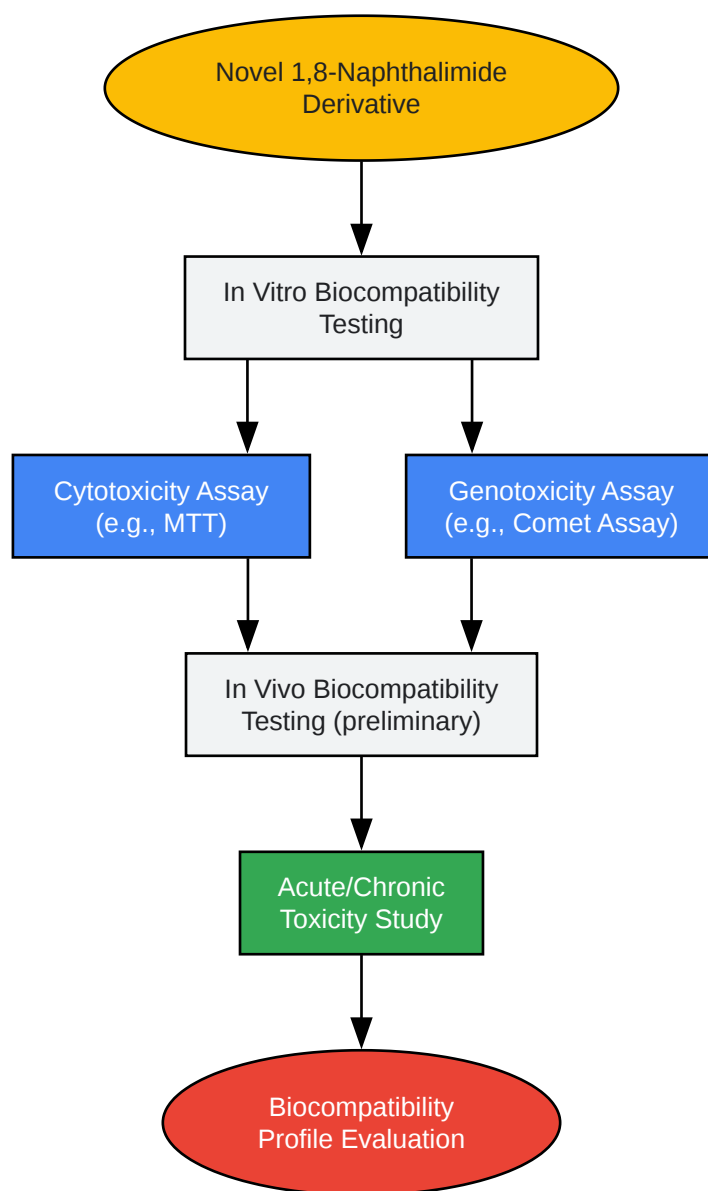 Novel 1,8-Naphthalimide
Derivative
In Vitro Biocompatibility
Testing
Cytotoxicity Assay
(e.g., MTT)
Genotoxicity Assay
(e.g., Comet Assay)
In Vivo Biocompatibility
Testing (preliminary)
Acute/Chronic
Toxicity Study
Biocompatibility
Profile Evaluation